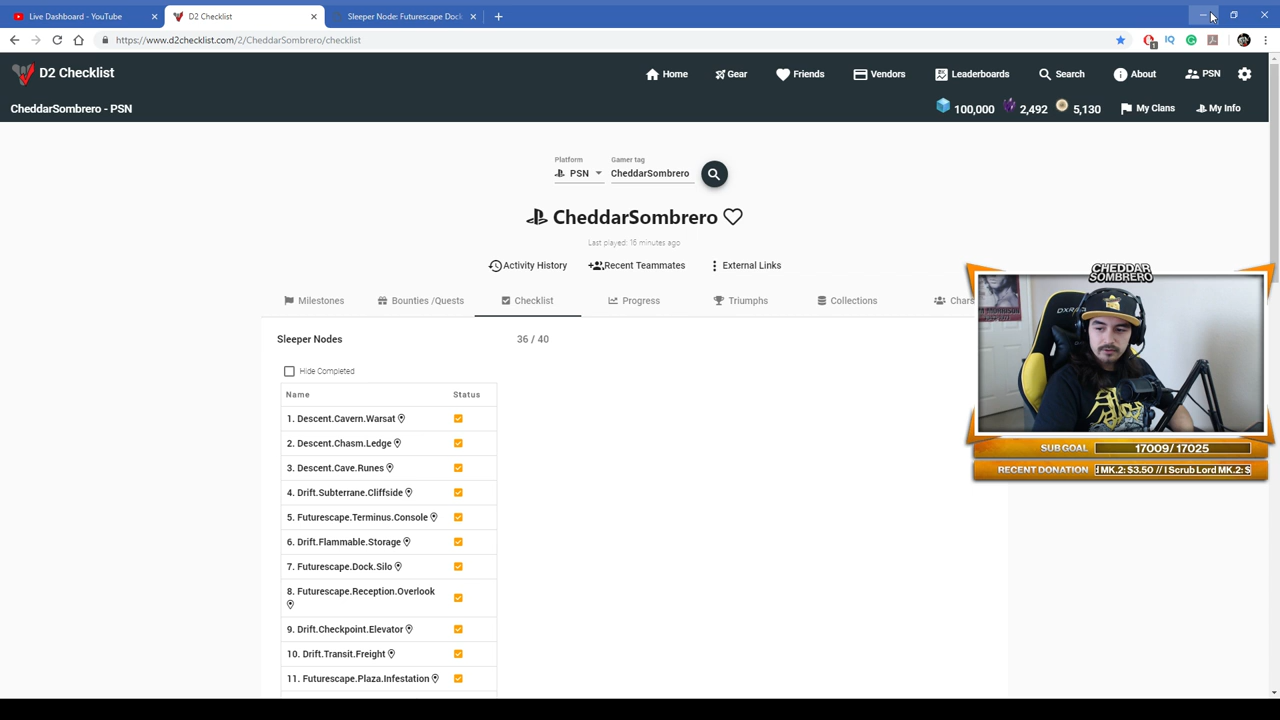 Live Dashboard - YouTube
D2 Checklist
Sleeper Node: Futurescape Dock
https://www.d2checklist.com/2/CheddarSombrero/checklist
1
D2 Checklist
Home
Gear
Friends
Vendors
Leaderboards
Search
About
PSN
CheddarSombrero - PSN
100,000
2,492
5,130
My Clans
My Info
Platform
Gamer tag
PSN
CheddarSombrero
CheddarSombrero
Last played: 16 minutes ago
Activity History
Recent Teammates
External Links
Milestones
Bounties /Quests
Checklist
Progress
Triumphs
Collections
Chars
Sleeper Nodes
36 / 40
Hide Completed
Name
Status
1. Descent.Cavern.Warsat
2. Descent.Chasm.Ledge
3. Descent.Cave.Runes
4. Drift.Subterrane.Cliffside
5. Futurescape.Terminus.Console
6. Drift.Flammable.Storage
7. Futurescape.Dock.Silo
8. Futurescape.Reception.Overlook
9. Drift.Checkpoint.Elevator
10. Drift.Transit.Freight
11. Futurescape.Plaza.Infestation
CHEDDAR
SOMBRERO
SUB GOAL
17009/ 17025
RECENT DONATION
MK.2: $3.50 // I Scrub Lord MK.2: $